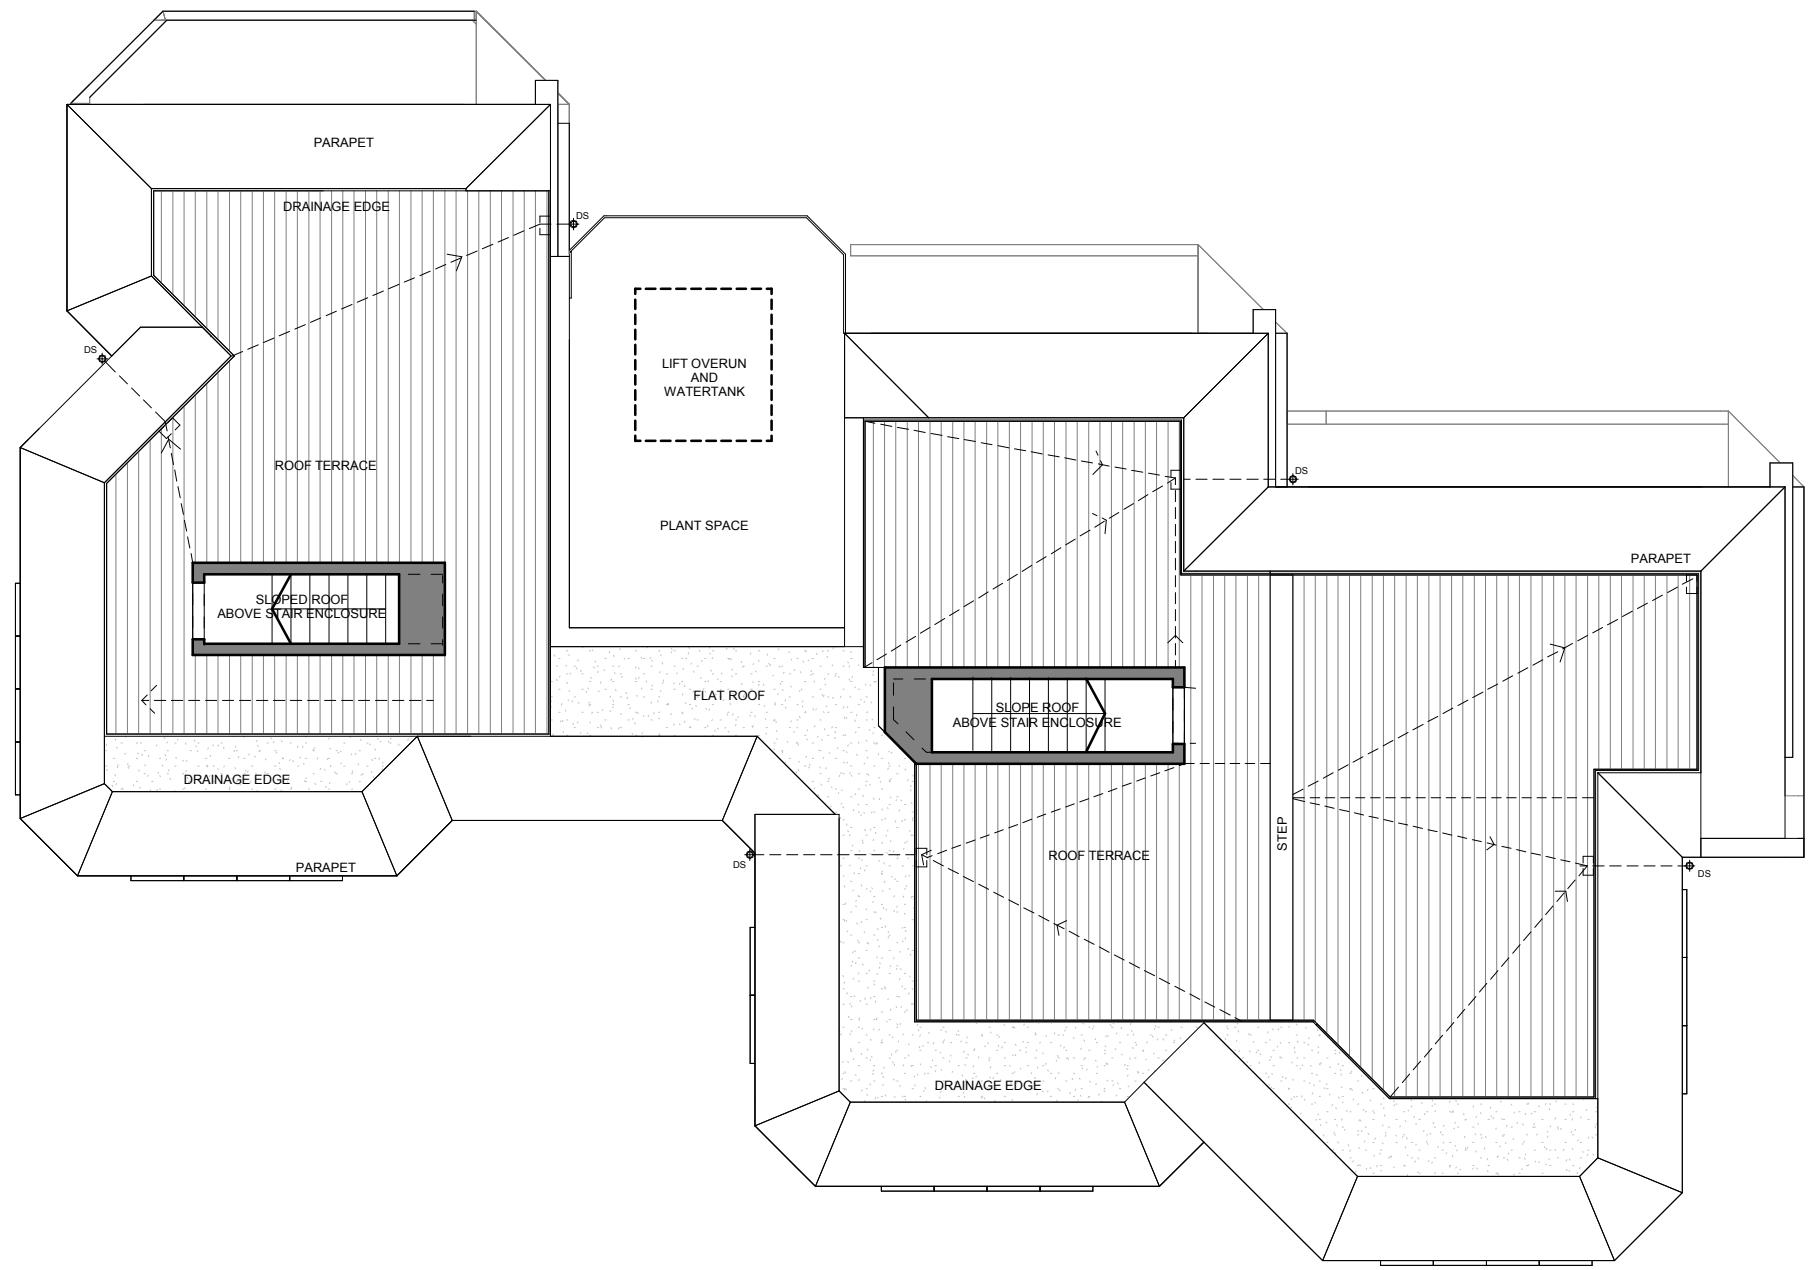 PARAPET
DRAINAGE EDGE
DS
DS
LIFT OVERUN
AND
WATERTANK
ROOF TERRACE
DS
PLANT SPACE
PARAPET
SLOPED ROOF
ABOVE STAIR ENCLOSURE
FLAT ROOF
SLOPE ROOF
ABOVE STAIR ENCLOSURE
DRAINAGE EDGE
STEP
ROOF TERRACE
PARAPET
DS
DS
DRAINAGE EDGE